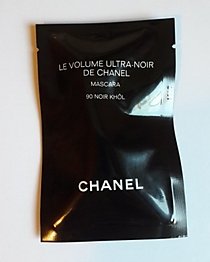 LE VOLUME ULTRA-NOIR
DE CHANEL
MASCARA
90 NOIR KHÔL
CHANEL